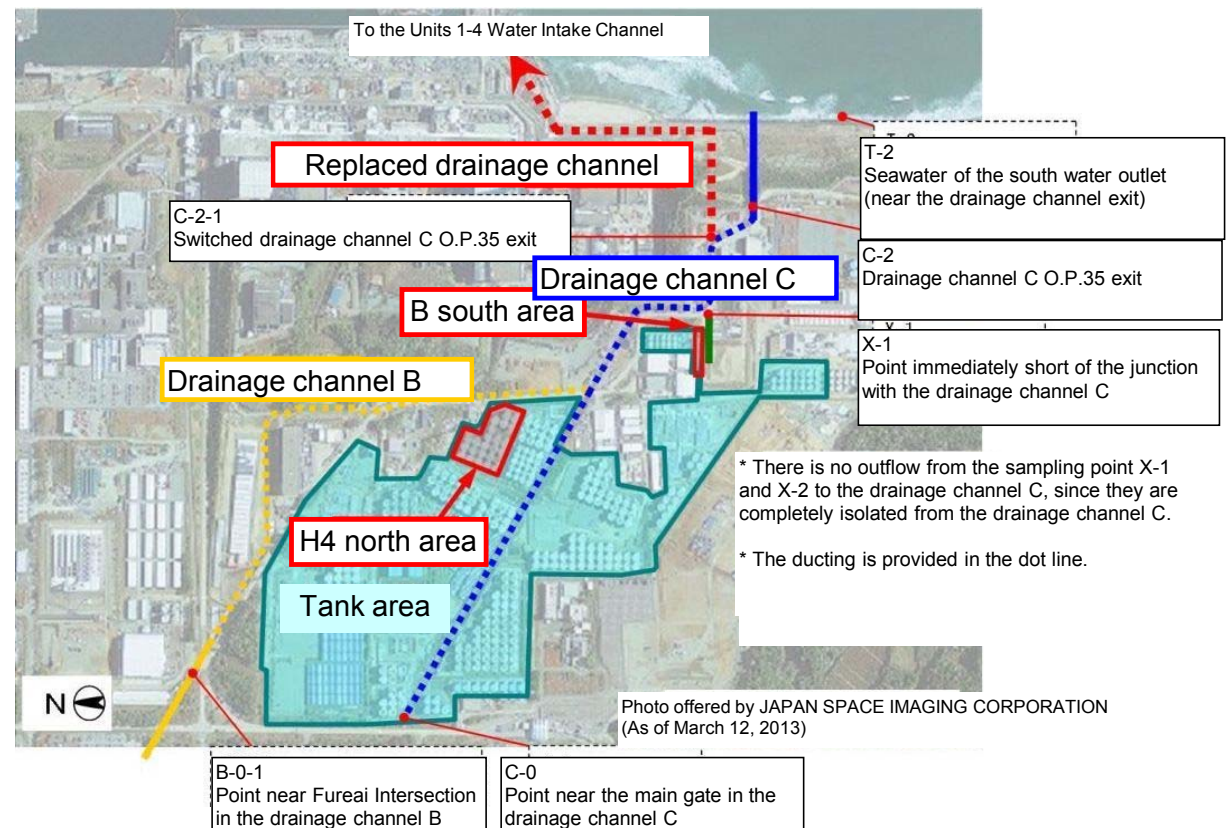 To the Units 1-4 Water Intake Channel
Replaced drainage channel
T-2
Seawater of the south water outlet
(near the drainage channel exit)
C-2-1
Switched drainage channel C O.P.35 exit
C-2
Drainage channel C O.P.35 exit
Drainage channel C
B south area
X-1
Point immediately short of the junction
with the drainage channel C
Drainage channel B
* There is no outflow from the sampling point X-1
and X-2 to the drainage channel C, since they are
completely isolated from the drainage channel C.
* The ducting is provided in the dot line.
H4 north area
Tank area
N
Photo offered by JAPAN SPACE IMAGING CORPORATION
(As of March 12, 2013)
B-0-1
Point near Fureai Intersection
in the drainage channel B
C-0
Point near the main gate in the
drainage channel C